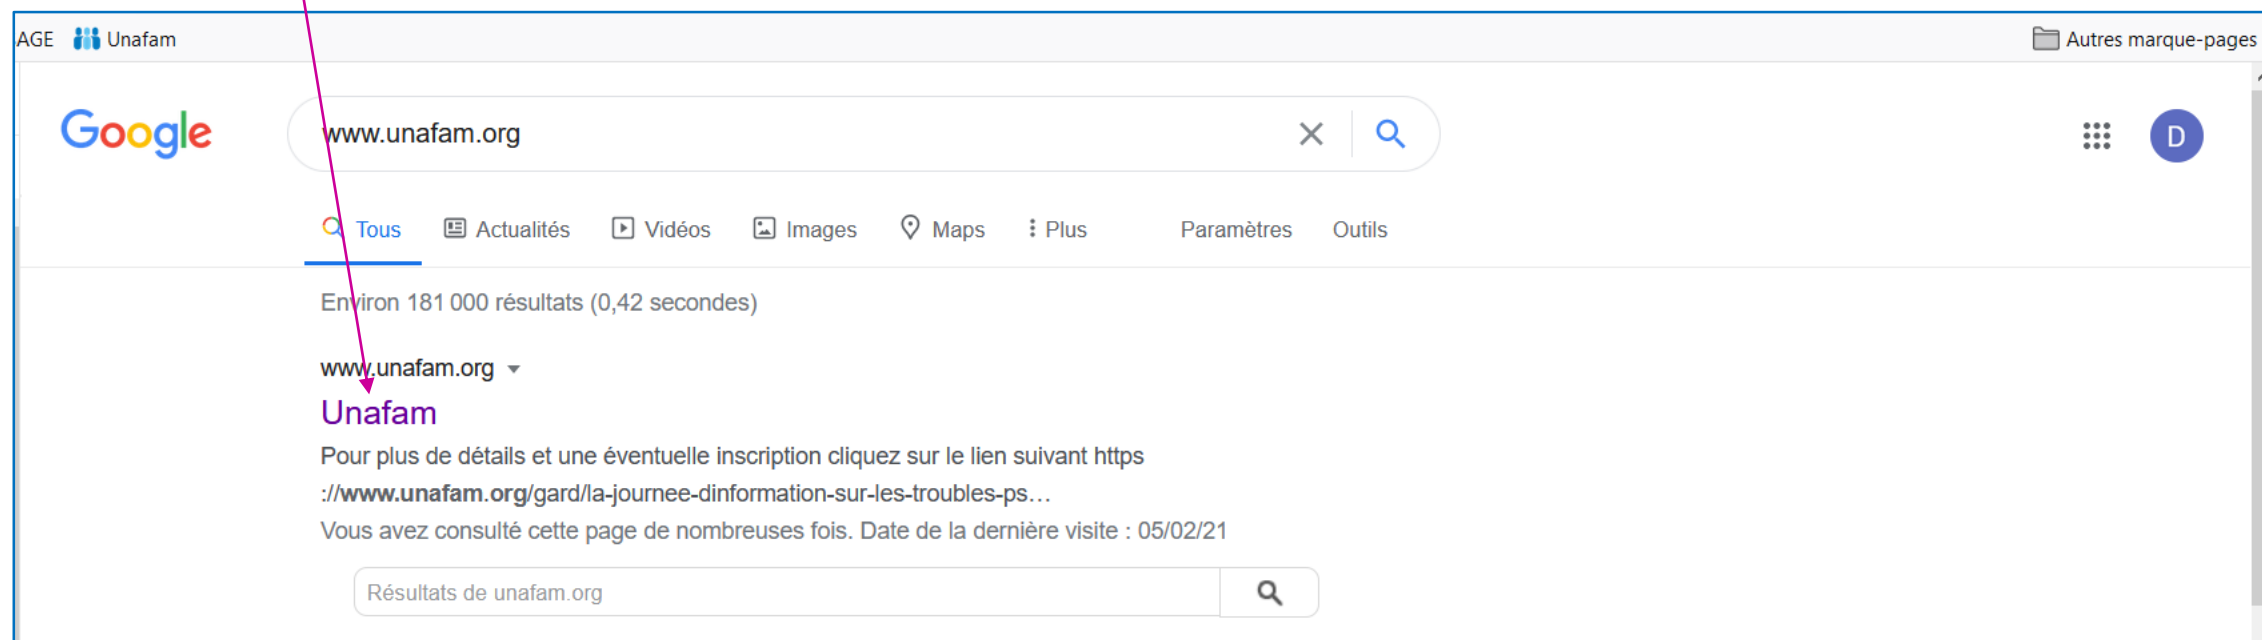 AGE Unafam Autres marque-pages
Google www.unafam.org D
Tous Actualités Vidéos Images Maps Plus Paramètres Outils
Environ 181 000 résultats (0,42 secondes)
www.unafam.org
Unafam
Pour plus de détails et une éventuelle inscription cliquez sur le lien suivant https
://www.unafam.org/gard/la-journee-dinformation-sur-les-troubles-ps...
Vous avez consulté cette page de nombreuses fois. Date de la dernière visite : 05/02/21
Résultats de unafam.org